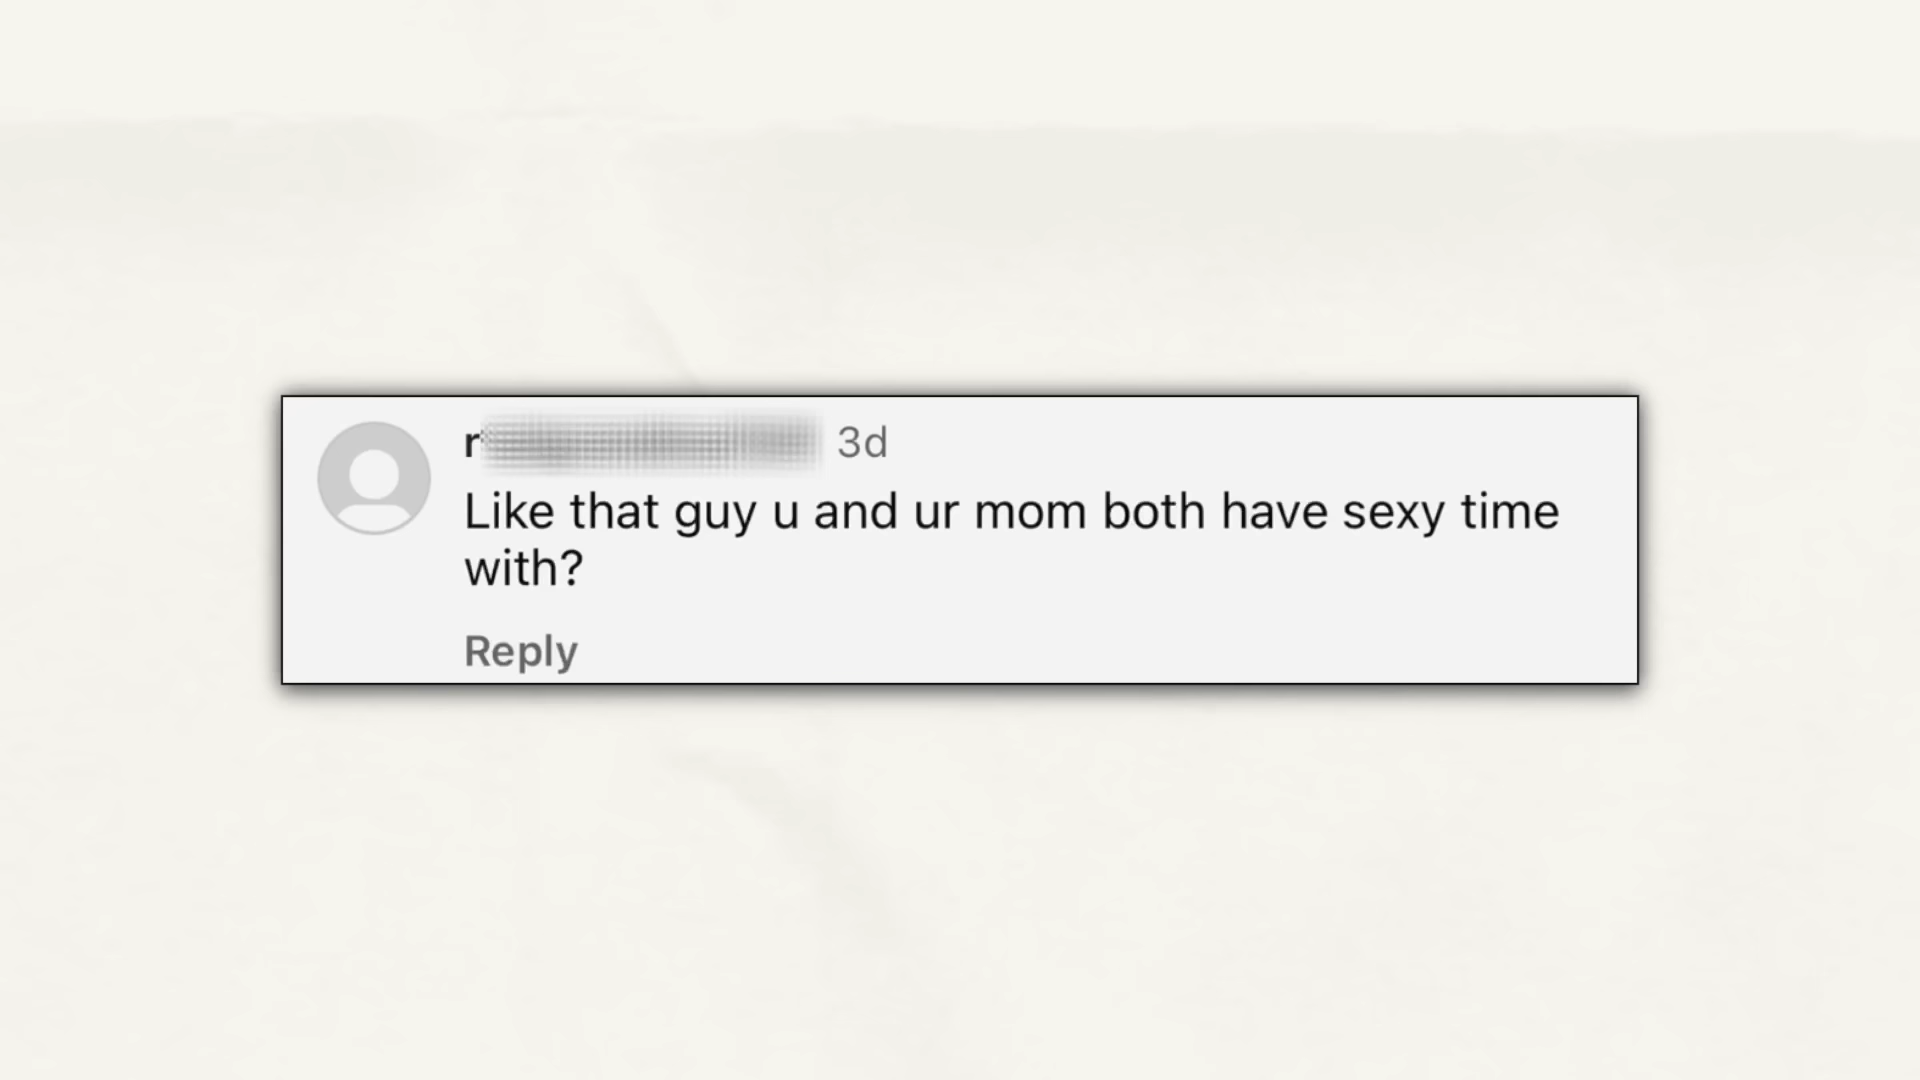 r 3d
Like that guy u and ur mom both have sexy time
with?
Reply